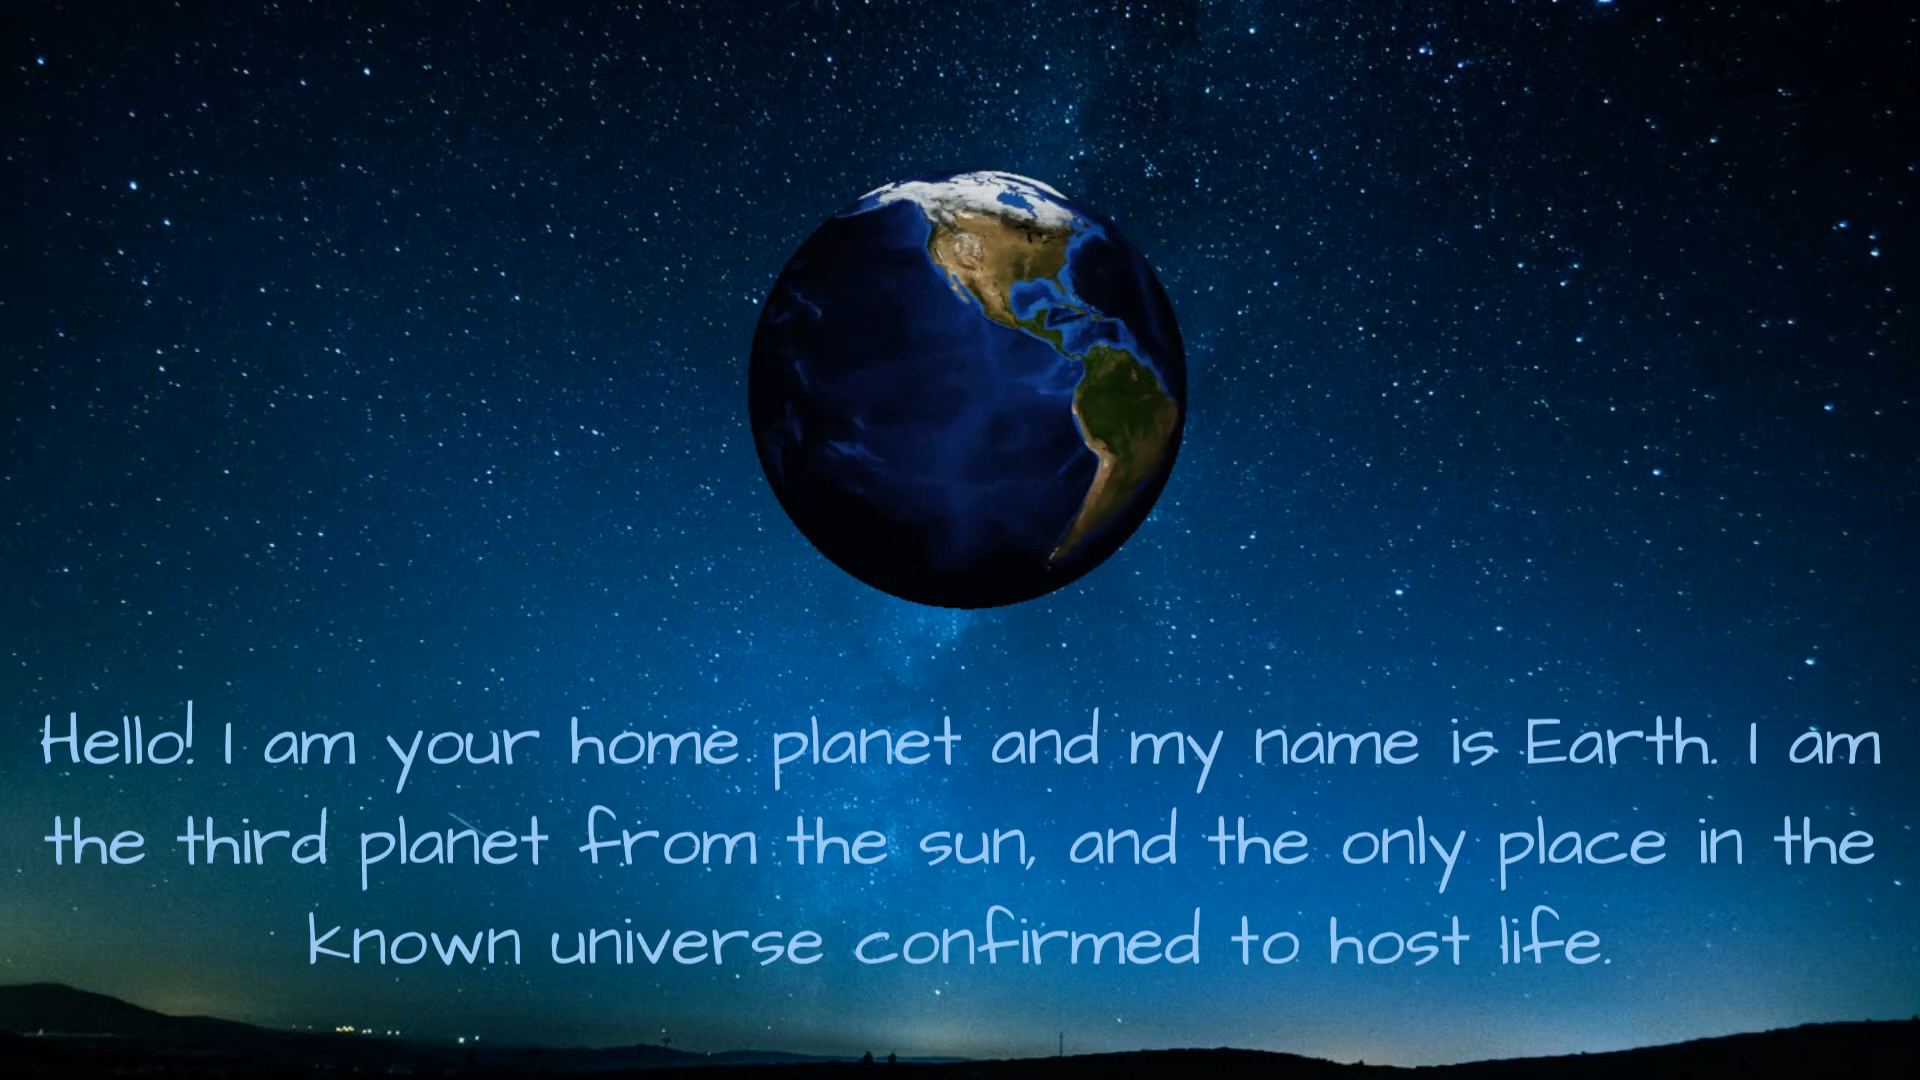 Hello! I am your home planet and my name is Earth. I am
the third planet from the sun, and the only place in the
known universe confirmed to host life.